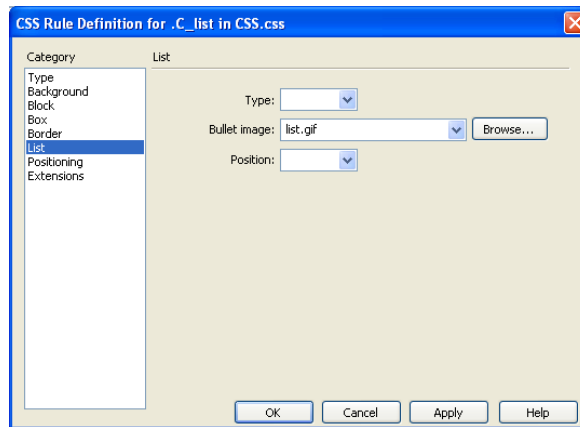 CSS Rule Definition for .C_list in CSS.css
Category
List
Type
Background
Block
Box
Border
List
Positioning
Extensions
Type:
Bullet image: list.gif Browse...
Position:
OK Cancel Apply Help